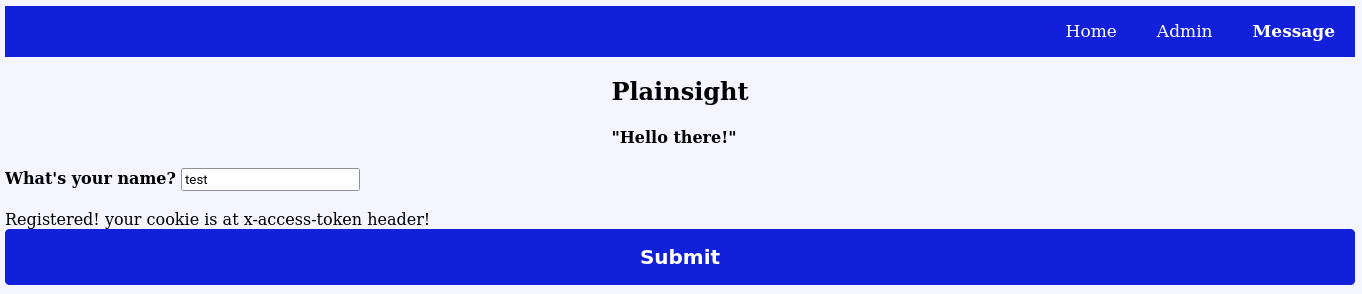 Home Admin Message
Plainsight
"Hello there!"
What's your name? test
Registered! your cookie is at x-access-token header!
Submit